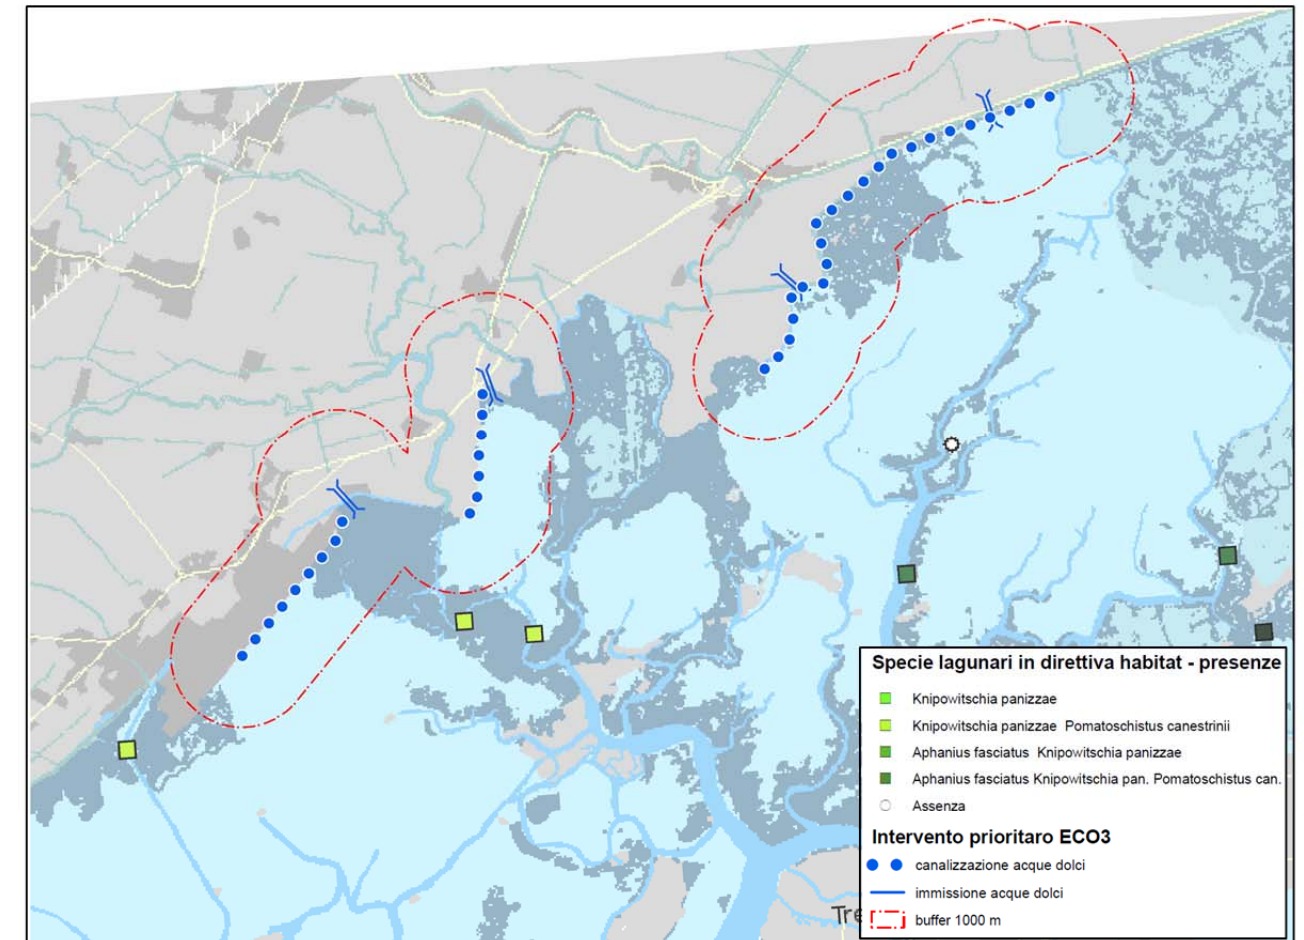 Specie lagunari in direttiva habitat - presenze
Knipowitschia panizzae
Knipowitschia panizzae Pomatoschistus canestrinii
Aphanius fasciatus Knipowitschia panizzae
Aphanius fasciatus Knipowitschia pan. Pomatoschistus can.
Assenza
Intervento prioritaro ECO3
canalizzazione acque dolci
immissione acque dolci
Tre
buffer 1000 m